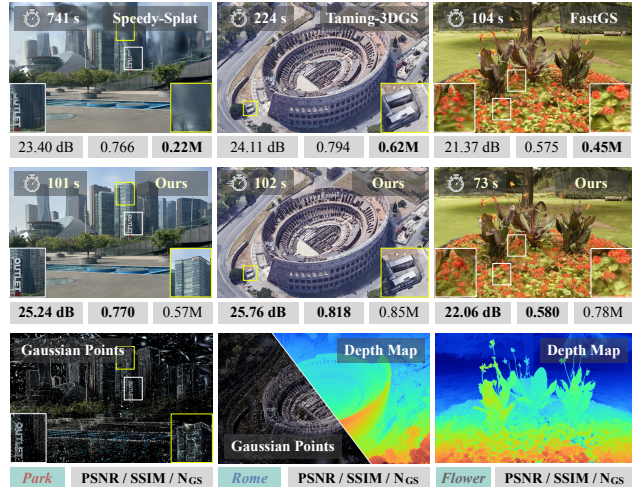 741 s Speedy-Splat
224 s Taming-3DGS
104 s FastGS
OUTLET
23.40 dB 0.766 0.22M
24.11 dB 0.794 0.62M
21.37 dB 0.575 0.45M
101 s Ours
102 s Ours
73 s Ours
OUTLET
25.24 dB 0.770 0.57M
25.76 dB 0.818 0.85M
22.06 dB 0.580 0.78M
Gaussian Points
Depth Map
Depth Map
OUTLET
Gaussian Points
Park PSNR / SSIM / NGS
Rome PSNR / SSIM / NGS
Flower PSNR / SSIM / NGS